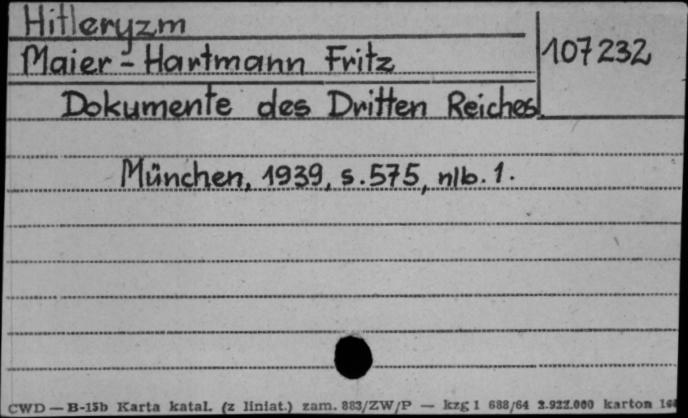 Hitleryzm
Maier-Hartmann Fritz
107232
Dokumente des Dritten Reiches
München, 1939, s. 575, nlb. 1.
CWD — B-15b Karta katal. (z liniat.) zam. 883/ZW/P — kzg 1 688/64 2.922.000 karton